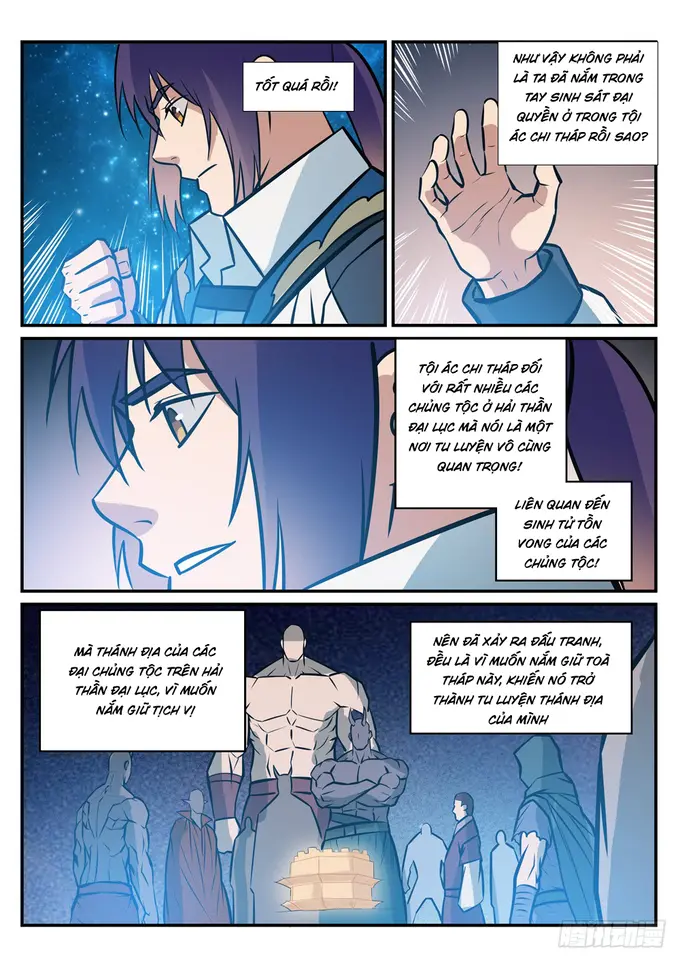 TỐT QUÁ RỒI!
NHƯ VẬY KHÔNG PHẢI
LÀ TA ĐÃ NẮM TRONG
TAY SINH SÁT ĐẠI
QUYỀN Ở TRONG TỘI
ÁC CHI THÁP RỒI SAO?
TỘI ÁC CHI THÁP ĐỐI
VỚI RẤT NHIỀU CÁC
CHỦNG TỘC Ở HẢI THẦN
ĐẠI LỤC MÀ NÓI LÀ MỘT
NƠI TU LUYỆN VÔ CÙNG
QUAN TRỌNG!
LIÊN QUAN ĐẾN
SINH TỬ TỒN
VONG CỦA CÁC
CHỦNG TỘC!
MÀ THÁNH ĐỊA CỦA CÁC
ĐẠI CHỦNG TỘC TRÊN HẢI
THẦN ĐẠI LỤC, VÌ MUỐN
NẮM GIỮ TỊCH VỊ
NÊN ĐÃ XẢY RA ĐẤU TRANH,
ĐỀU LÀ VÌ MUỐN NẮM GIỮ TOÀ
THÁP NÀY, KHIẾN NÓ TRỞ
THÀNH TU LUYỆN THÁNH ĐỊA
CỦA MÌNH